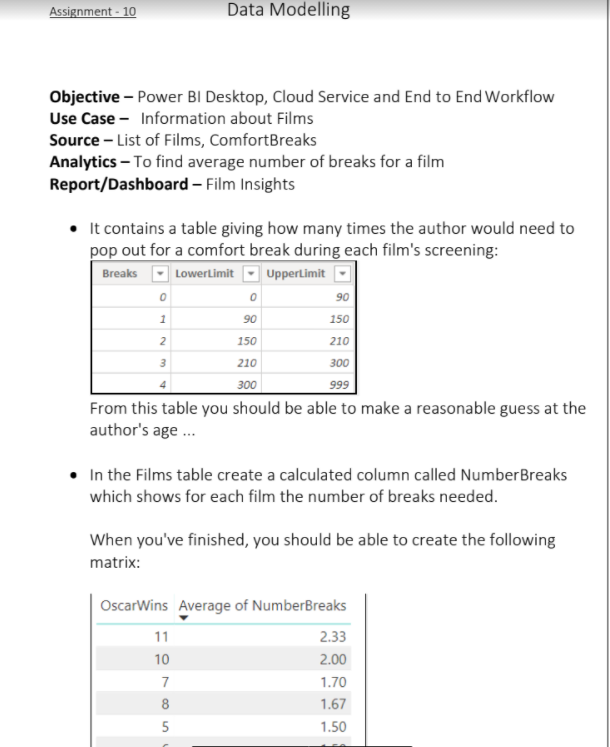 Assignment - 10 Data Modelling
Objective – Power BI Desktop, Cloud Service and End to End Workflow
Use Case – Information about Films
Source – List of Films, ComfortBreaks
Analytics – To find average number of breaks for a film
Report/Dashboard – Film Insights
• It contains a table giving how many times the author would need to
pop out for a comfort break during each film's screening:
Breaks LowerLimit UpperLimit
0 0 90
1 90 150
2 150 210
3 210 300
4 300 999
From this table you should be able to make a reasonable guess at the
author's age ...
• In the Films table create a calculated column called NumberBreaks
which shows for each film the number of breaks needed.
When you've finished, you should be able to create the following
matrix:
OscarWins Average of NumberBreaks
11 2.33
10 2.00
7 1.70
8 1.67
5 1.50